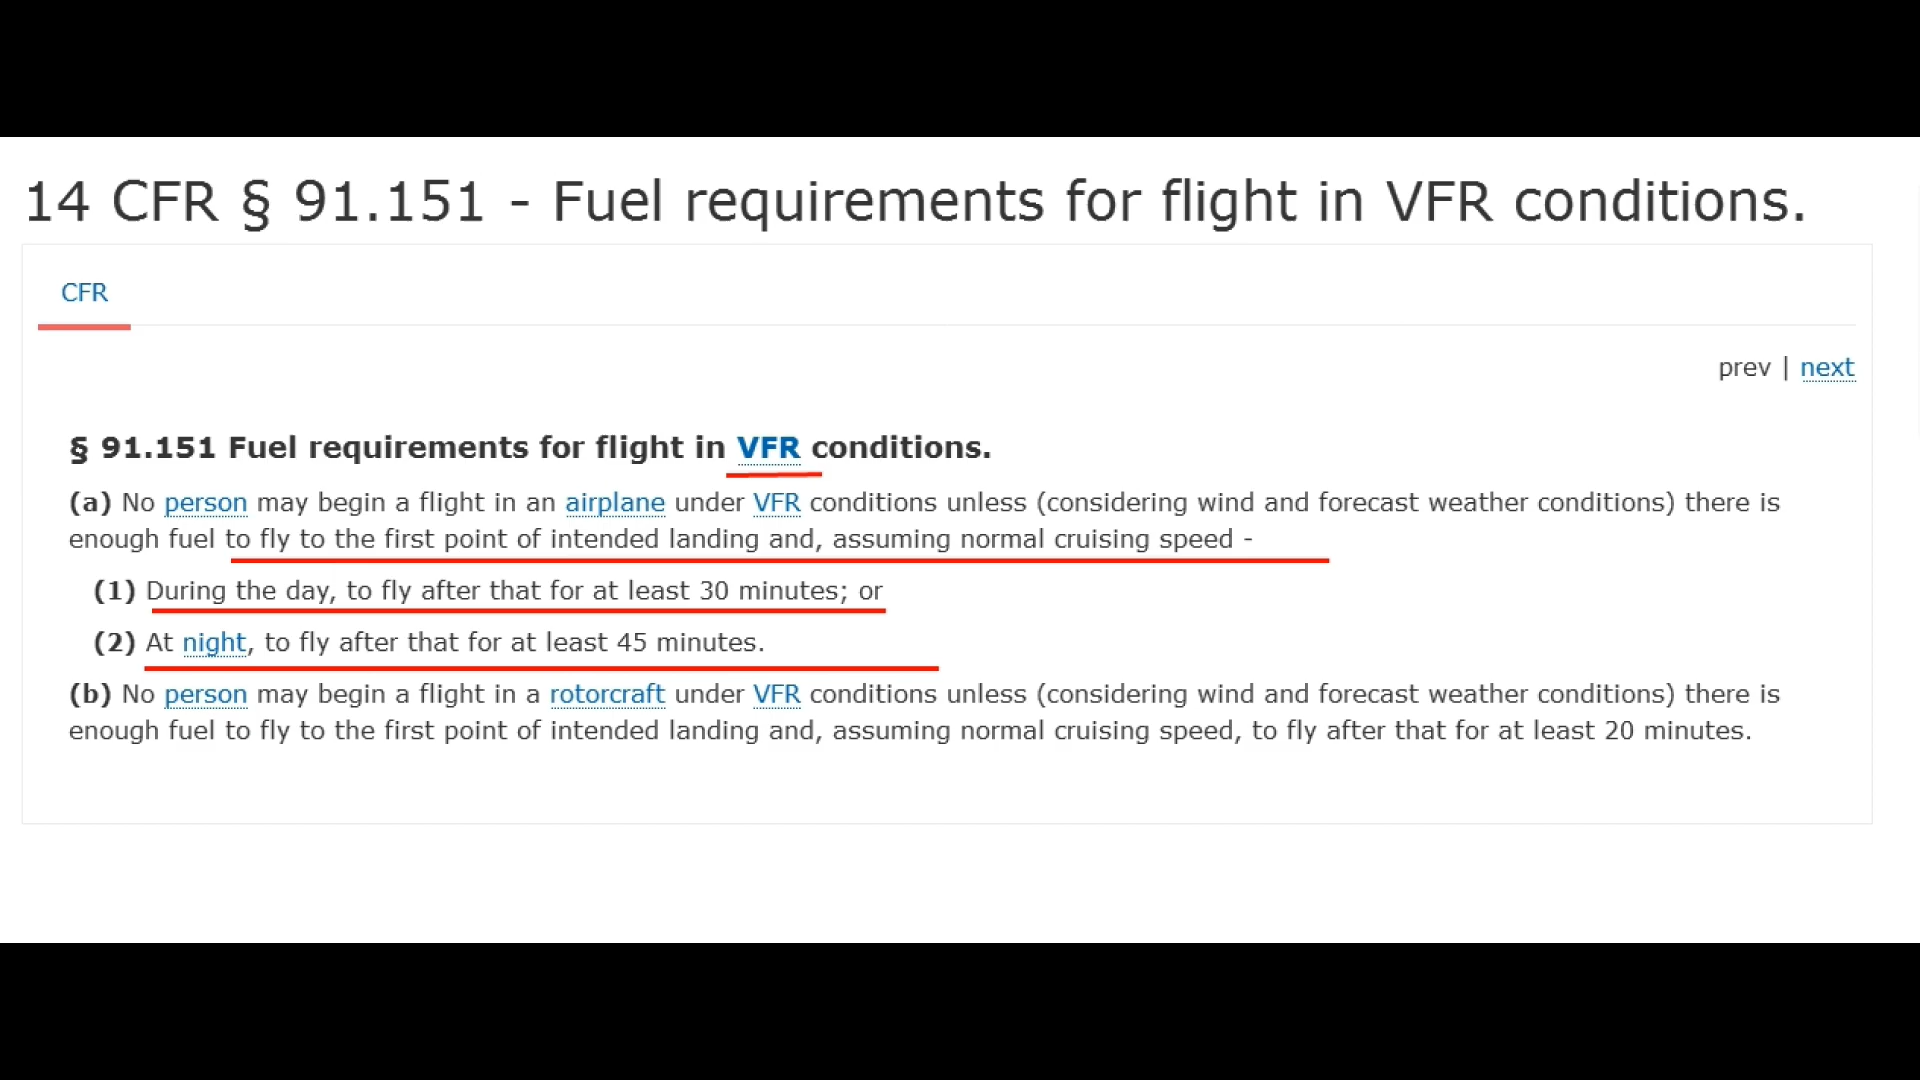 14 CFR § 91.151 - Fuel requirements for flight in VFR conditions.
CFR
prev | next
§ 91.151 Fuel requirements for flight in VFR conditions.
(a) No person may begin a flight in an airplane under VFR conditions unless (considering wind and forecast weather conditions) there is
enough fuel to fly to the first point of intended landing and, assuming normal cruising speed -
(1) During the day, to fly after that for at least 30 minutes; or
(2) At night, to fly after that for at least 45 minutes.
(b) No person may begin a flight in a rotorcraft under VFR conditions unless (considering wind and forecast weather conditions) there is
enough fuel to fly to the first point of intended landing and, assuming normal cruising speed, to fly after that for at least 20 minutes.